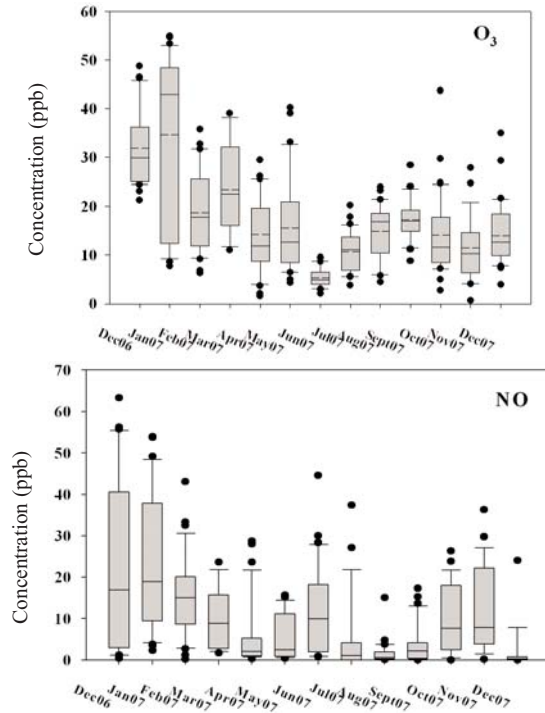 60
O3
50
40
30
20
10
0
Concentration (ppb)
Dec06
Jan07
Feb07
Mar07
Apr07
May07
Jun07
Jul07
Aug07
Sept07
Oct07
Nov07
Dec07
70
NO
60
50
40
30
20
10
0
Concentration (ppb)
Dec06
Jan07
Feb07
Mar07
Apr07
May07
Jun07
Jul07
Aug07
Sept07
Oct07
Nov07
Dec07